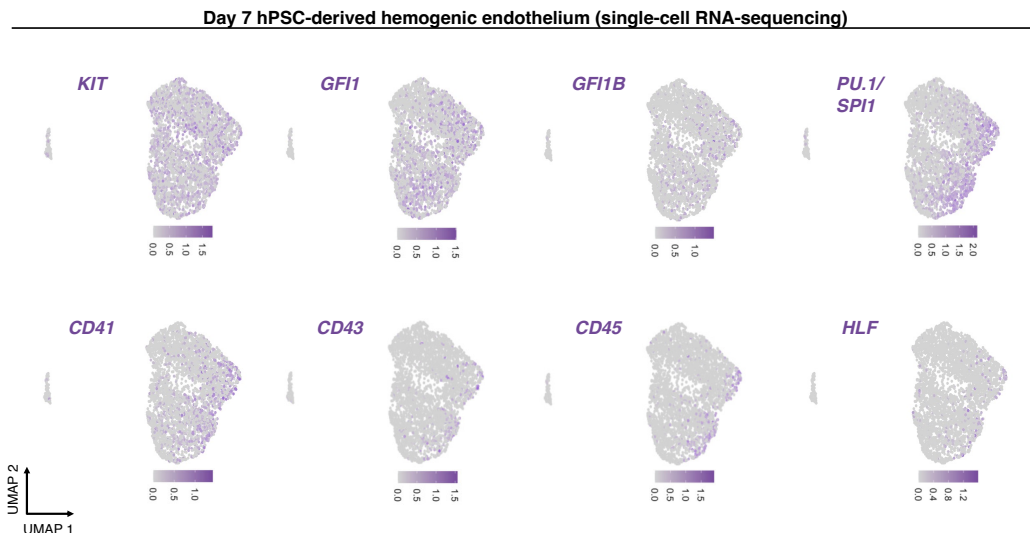 Day 7 hPSC-derived hemogenic endothelium (single-cell RNA-sequencing)
KIT
GFI1
GFI1B
PU.1/
SPI1
0.0 0.5 1.0 1.5
0.0 0.5 1.0 1.5
0.0 1.0
0.0 0.5 1.0 1.5 2.0
CD41
CD43
CD45
HLF
0.0 0.5 1.0
0.0 0.5 1.0 1.5
0.0 0.5 1.0 1.5
0.0 0.4 0.8 1.2
UMAP 2
UMAP 1